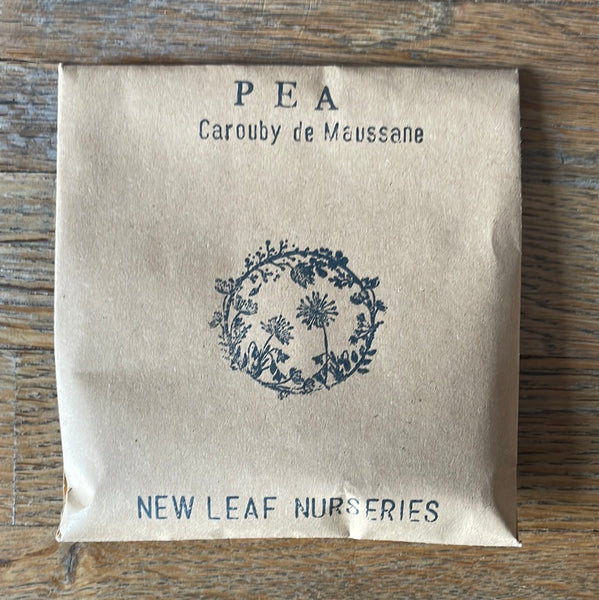 PEA
Carouby de Maussane
NEW LEAF NURSERIES